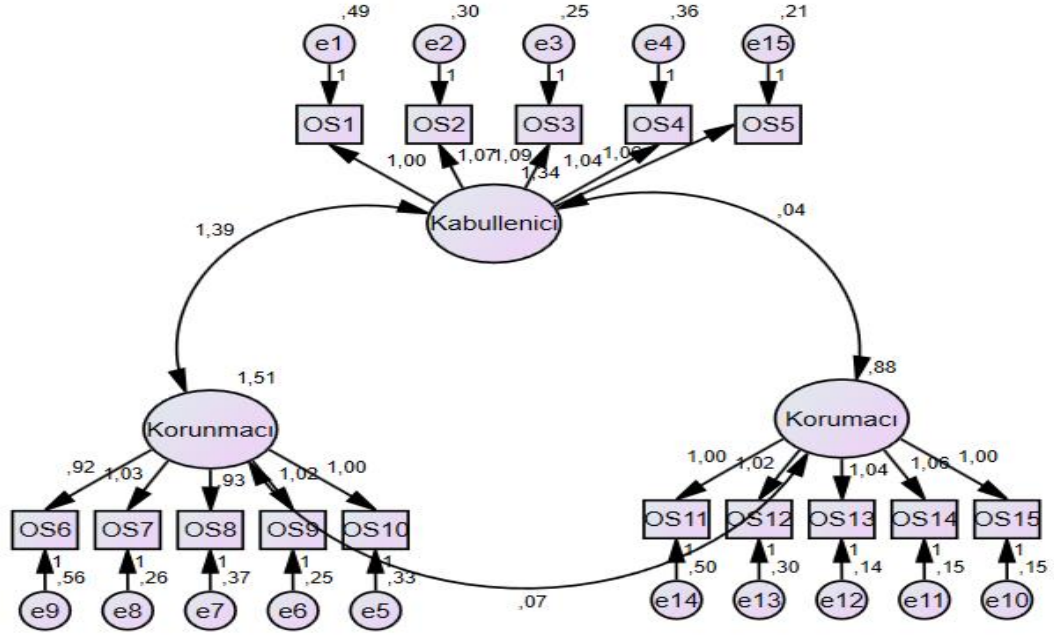 ,49 ,30 ,25 ,36 ,21
e1 e2 e3 e4 e15
1 1 1 1 1
OS1 OS2 OS3 OS4 OS5
1,00 1,07 1,09 1,04
1,34
Kabullenici
1,39 ,04
1,51 ,88
Korunmacı Korumacı
,92 1,03 ,93 1,02 1,00 1,00 1,02 1,04 1,06 1,00
OS6 OS7 OS8 OS9 OS10 OS11 OS12 OS13 OS14 OS15
1 1 1 1 1 1 1 1 1 1
,56 ,26 ,37 ,25 ,33 ,50 ,30 ,14 ,15 ,15
e9 e8 e7 e6 e5 e14 e13 e12 e11 e10
,07